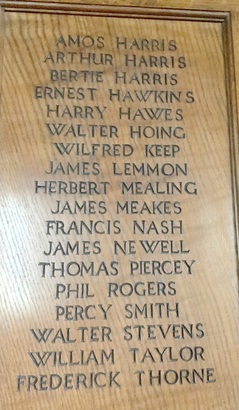 AMOS HARRIS
ARTHUR HARRIS
BERTIE HARRIS
ERNEST HAWKINS
HARRY HAWES
WALTER HOING
WILFRED KEEP
JAMES LEMMON
HERBERT MEALING
JAMES MEAKES
FRANCIS NASH
JAMES NEWELL
THOMAS PIERCEY
PHIL ROGERS
PERCY SMITH
WALTER STEVENS
WILLIAM TAYLOR
FREDERICK THORNE